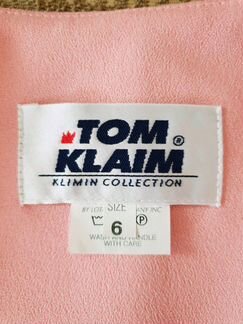 TOM ®
KLAIM
KLIMIN COLLECTION
SIZE
6
P
WASH AND HANDLE
WITH CARE